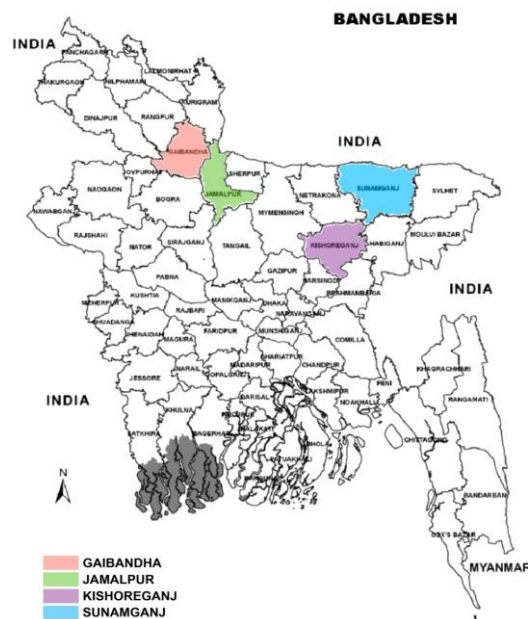 BANGLADESH
INDIA
PANCHAGARH
LALMONIRHAT
THAKURGAON
NILPHAMARI
KURIGRAM
DINAJPUR
RANGPUR
INDIA
GAIBANDHA
JOYPURHAT
SHERPUR
NAOGAON
BOGRA
JAMALPUR
NETRAKONA
SUNAMGANJ
SYLHET
NAWABGANJ
MYMENSINGH
RAJSHAHI
NATOR
SIRAJGANJ
TANGAIL
KISHOREGANJ
HABIGANJ
MOULVI BAZAR
GAZIPUR
PABNA
NARSINGDI
BRAHMANBARIA
INDIA
KUSHTIA
MEHERPUR
MANIKGANJ
DHAKA
RAJBARI
NARAYANGANJ
CHUADANGA
JHENAIDAH
FARIDPUR
MUNSHIGANJ
COMILLA
MAGURA
SHARIATPUR
MADARIPUR
CHANDPUR
KHAGRACHHARI
JESSORE
NARAIL
GOPALGANJ
FENI
BARISAL
LAKSHMIPUR
RANGAMATI
INDIA
KHULNA
NOAKHALI
PIROJPUR
SATKHIRA
BAGERHAT
JHALAKATI
CHITTAGONG
BHOLA
PATUAKHALI
N
BARGUNA
BANDARBAN
COX'S BAZAR
MYANMAR
GAIBANDHA
JAMALPUR
KISHOREGANJ
SUNAMGANJ